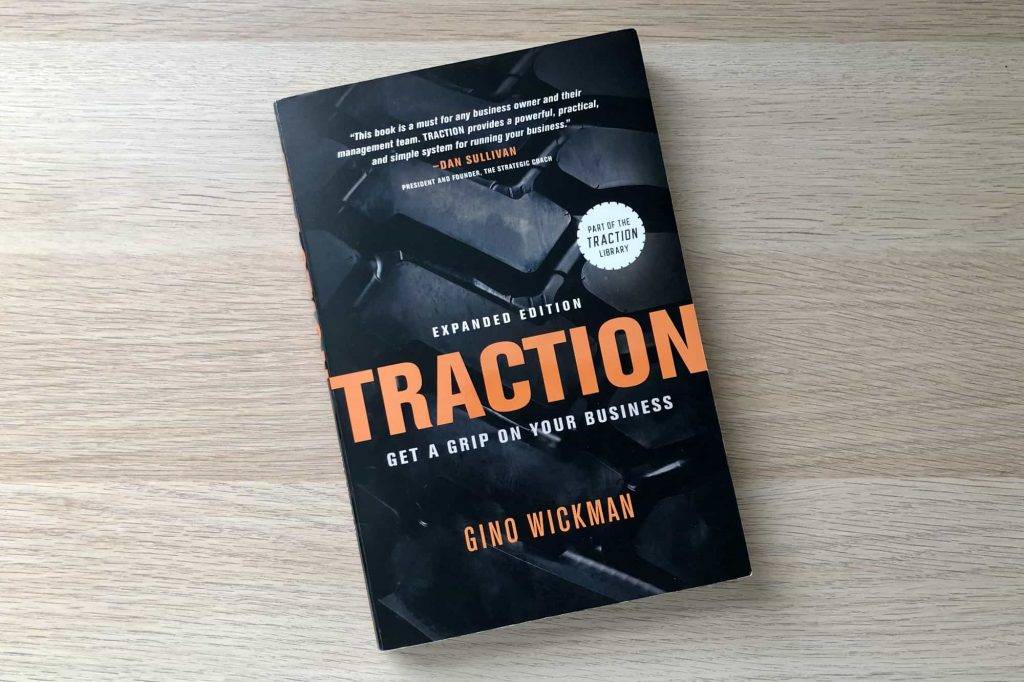 "This book is a must for any business owner and their
management team. TRACTION provides a powerful, practical,
and simple system for running your business."
–DAN SULLIVAN
PRESIDENT AND FOUNDER, THE STRATEGIC COACH
PART OF THE
TRACTION
LIBRARY
EXPANDED EDITION
TRACTION
GET A GRIP ON YOUR BUSINESS
GINO WICKMAN